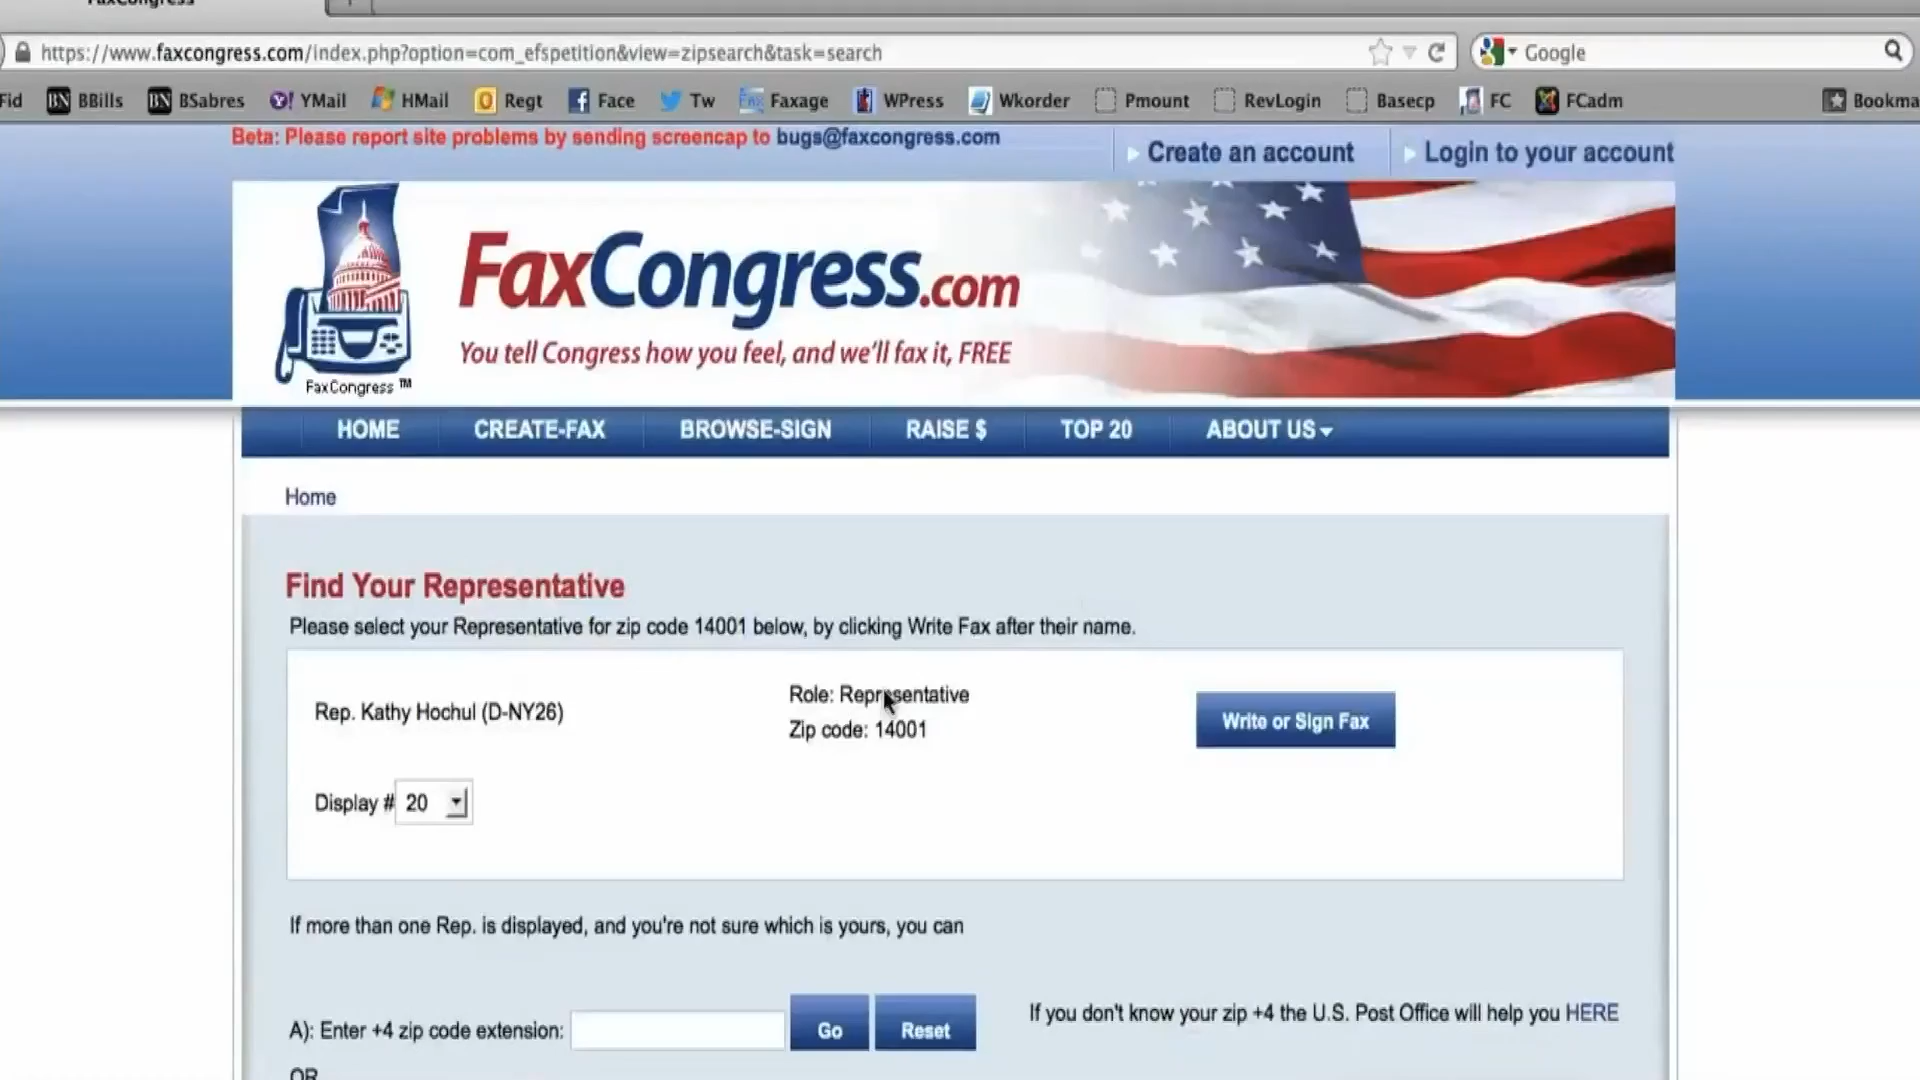 FaxCongress
https://www.faxcongress.com/index.php?option=com_efspetition&view=zipsearch&task=search
Google
Fid BBills BSabres YMail HMail Regt Face Tw Faxage WPress Wkorder Pmount RevLogin Basecp FC FCadm Bookma
Beta: Please report site problems by sending screencap to bugs@faxcongress.com
Create an account
Login to your account
FaxCongress.com
You tell Congress how you feel, and we'll fax it, FREE
FaxCongress ™
HOME CREATE-FAX BROWSE-SIGN RAISE $ TOP 20 ABOUT US
Home
Find Your Representative
Please select your Representative for zip code 14001 below, by clicking Write Fax after their name.
Rep. Kathy Hochul (D-NY26)
Role: Representative
Zip code: 14001
Write or Sign Fax
Display # 20
If more than one Rep. is displayed, and you're not sure which is yours, you can
A): Enter +4 zip code extension: Go Reset
If you don't know your zip +4 the U.S. Post Office will help you HERE
OR